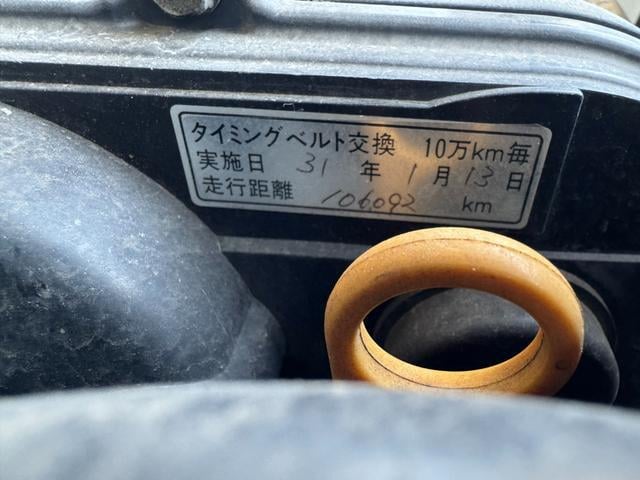 タイミングベルト交換 10万km毎
実施日 31 年 1 月 13 日
走行距離 106092 km